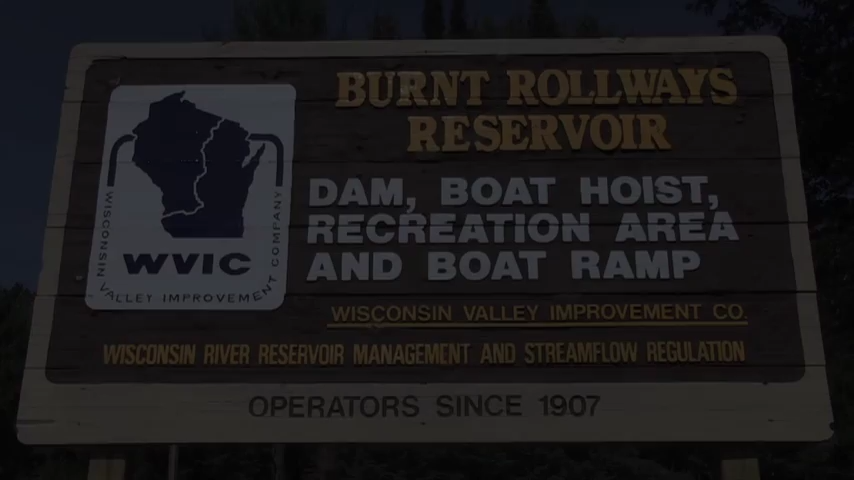 BURNT ROLLWAYS
RESERVOIR
DAM, BOAT HOIST,
RECREATION AREA
AND BOAT RAMP
WISCONSIN VALLEY IMPROVEMENT CO.
WISCONSIN RIVER RESERVOIR MANAGEMENT AND STREAMFLOW REGULATION
OPERATORS SINCE 1907
WVIC
WISCONSIN VALLEY IMPROVEMENT COMPANY